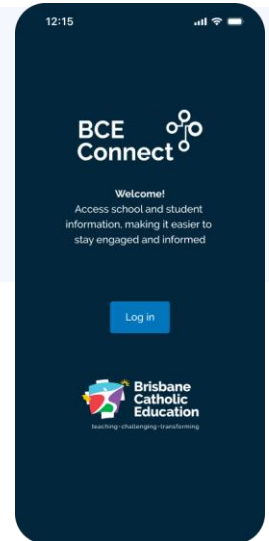 12:15
BCE
Connect
Welcome!
Access school and student
information, making it easier to
stay engaged and informed
Log in
Brisbane
Catholic
Education
teaching•challenging•transforming